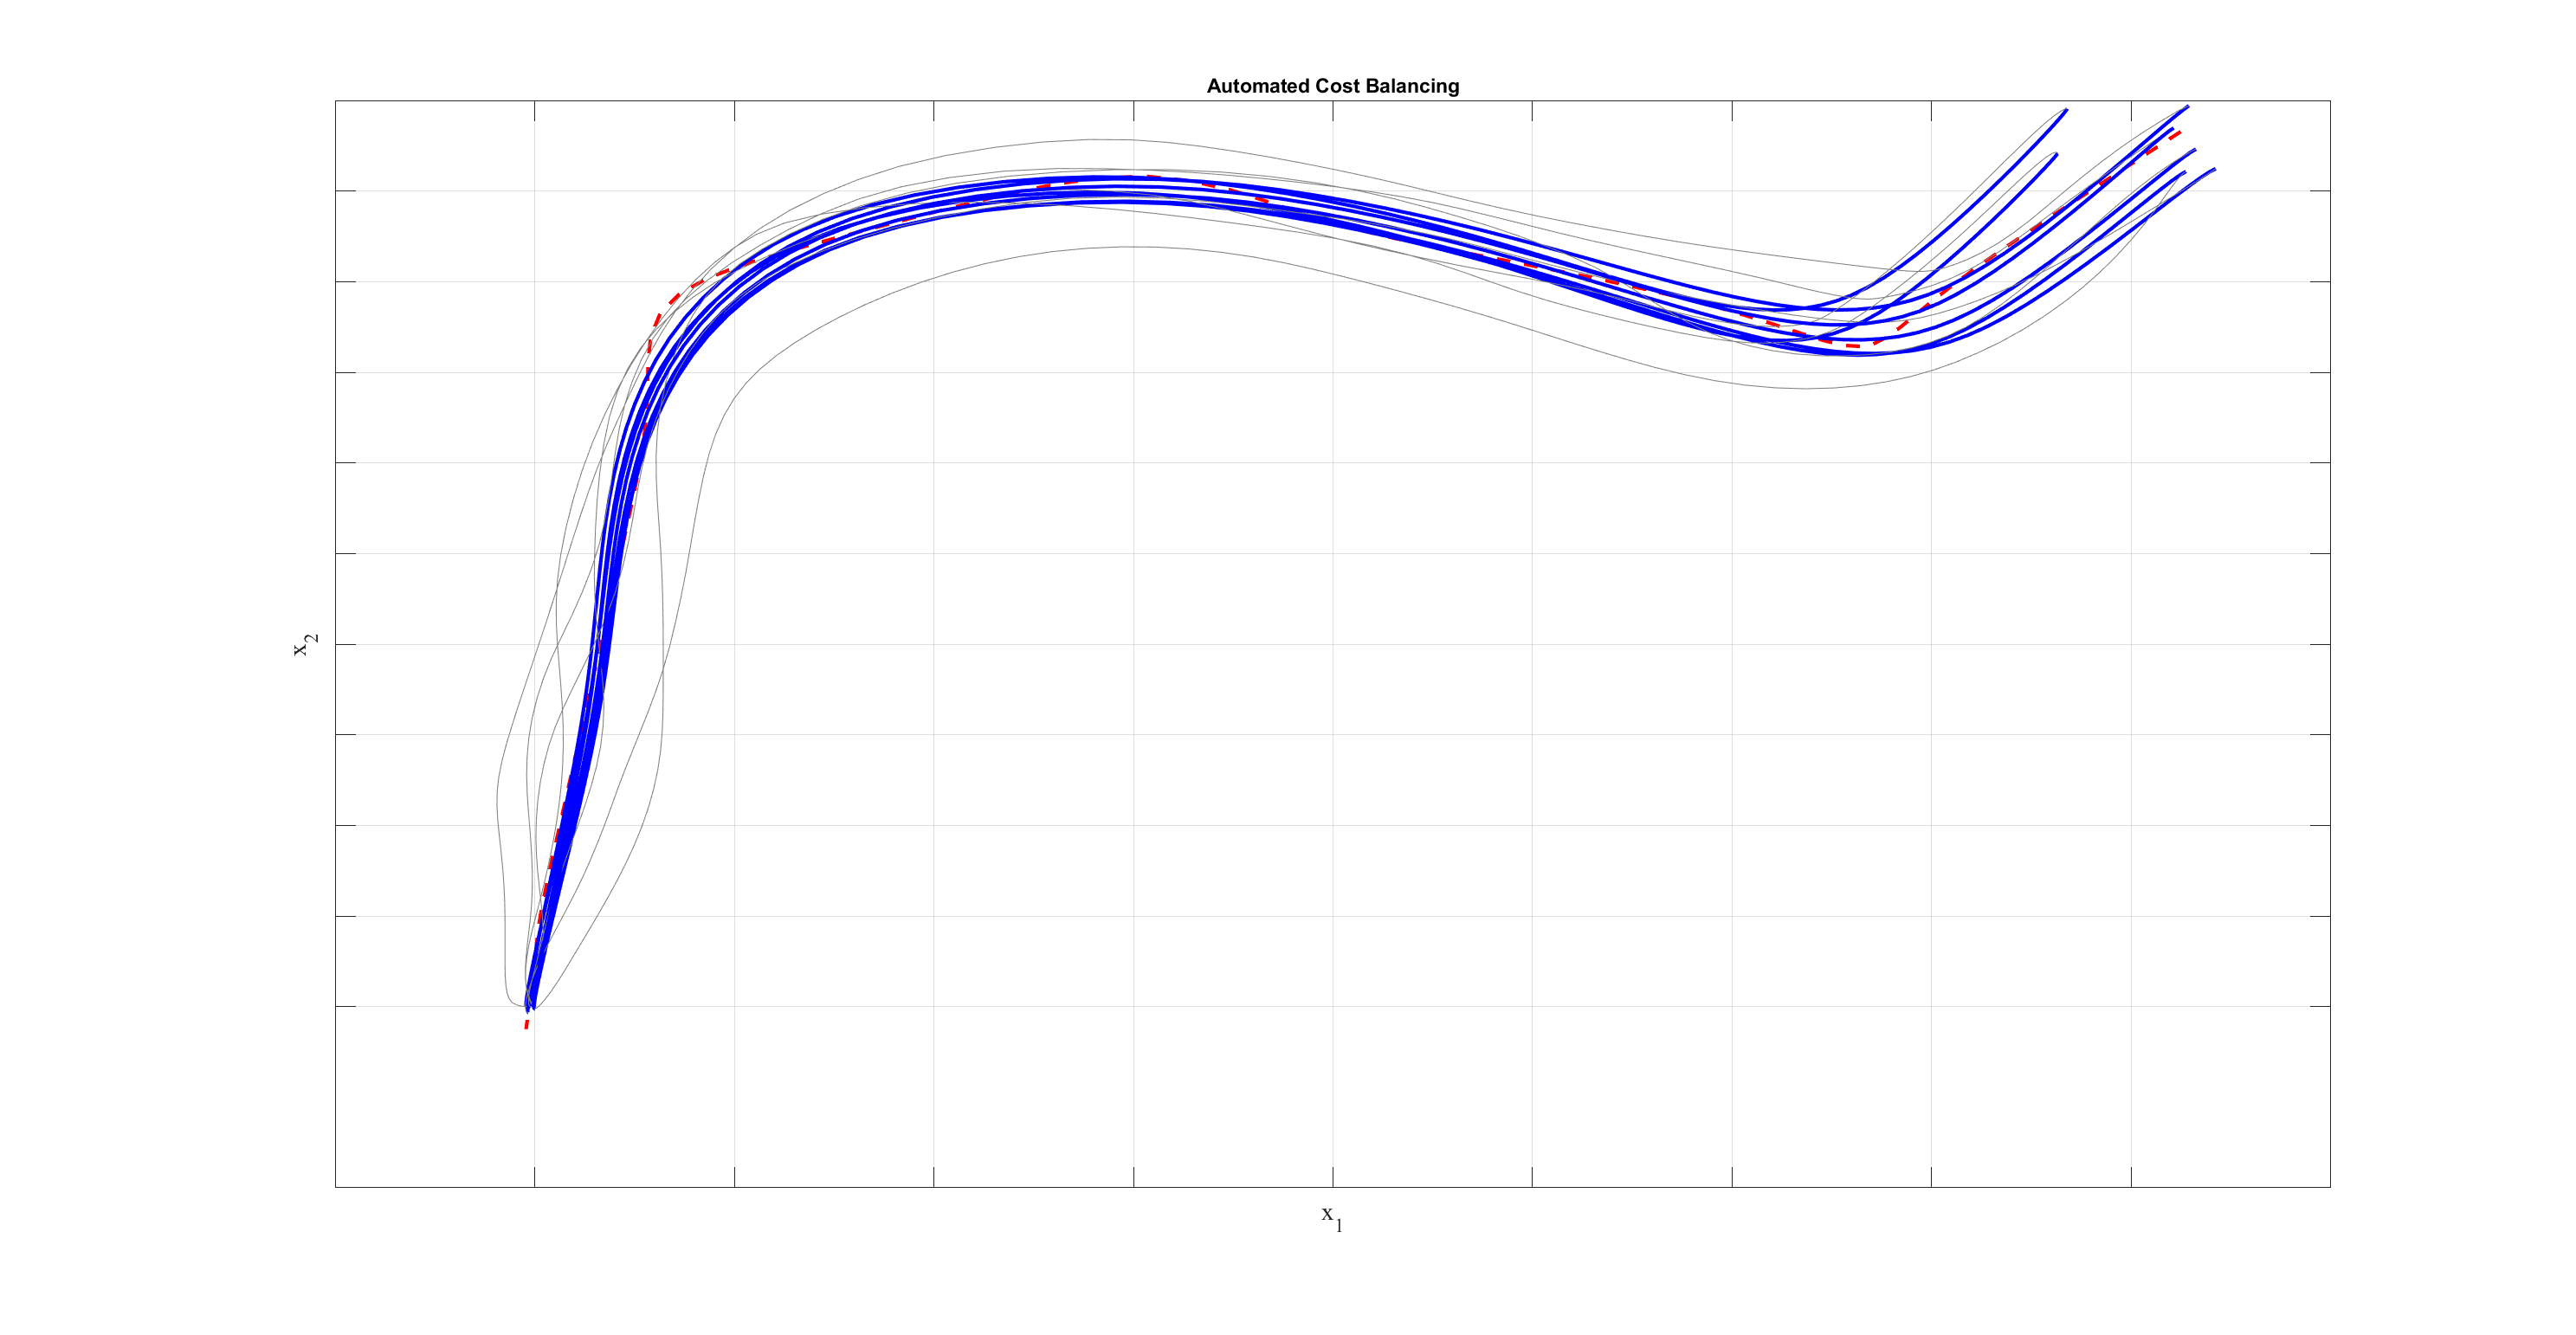 Automated Cost Balancing
x₂
x₁